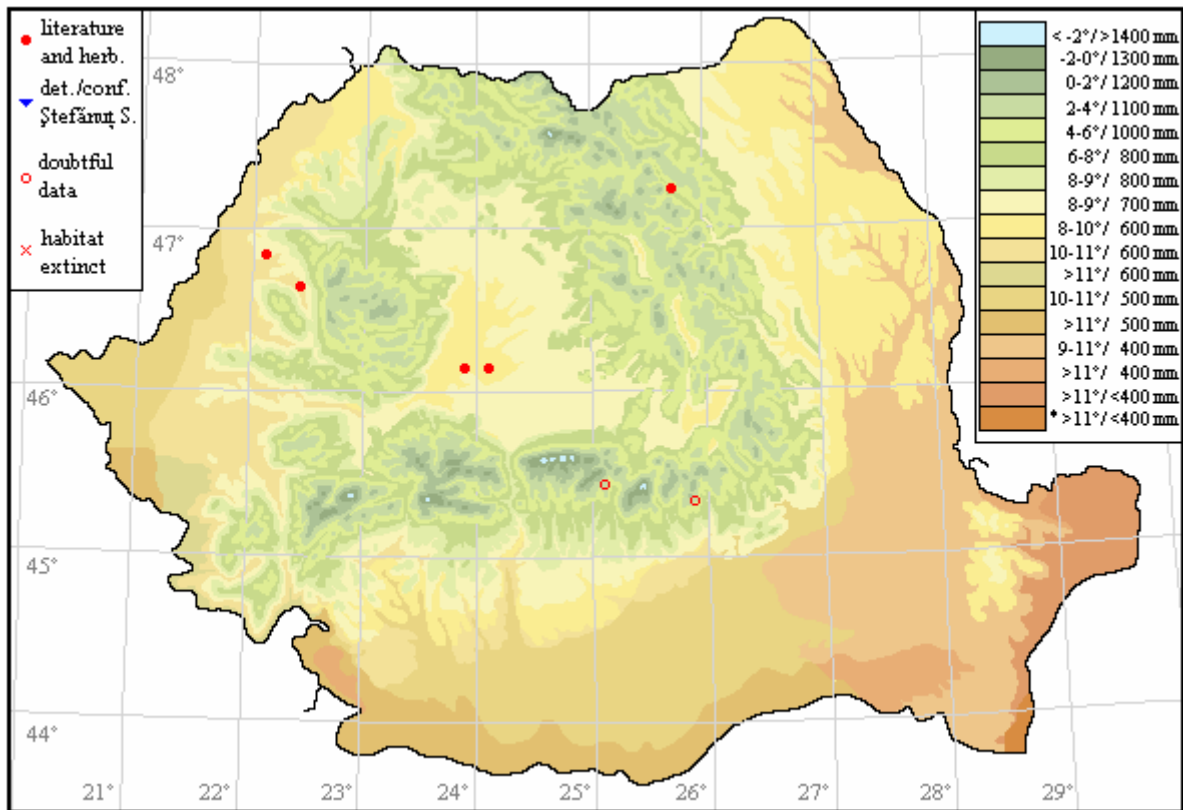 literature
and herb.
det./conf.
Ştefănuţ S.
doubtful
data
habitat
extinct
< -2°/>1400 mm
-2-0°/ 1300 mm
0-2°/ 1200 mm
2-4°/ 1100 mm
4-6°/ 1000 mm
6-8°/ 800 mm
8-9°/ 800 mm
8-9°/ 700 mm
8-10°/ 600 mm
10-11°/ 600 mm
>11°/ 600 mm
10-11°/ 500 mm
>11°/ 500 mm
9-11°/ 400 mm
>11°/ 400 mm
>11°/<400 mm
* >11°/<400 mm
48°
47°
46°
45°
44°
21°
22°
23°
24°
25°
26°
27°
28°
29°